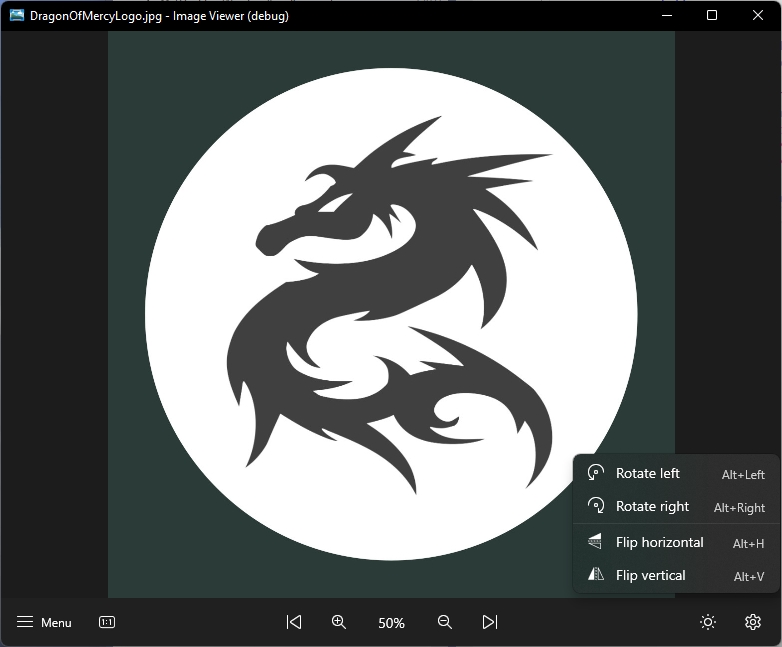 DragonOfMercyLogo.jpg - Image Viewer (debug)
Rotate left Alt+Left
Rotate right Alt+Right
Flip horizontal Alt+H
Flip vertical Alt+V
Menu 1:1 50%